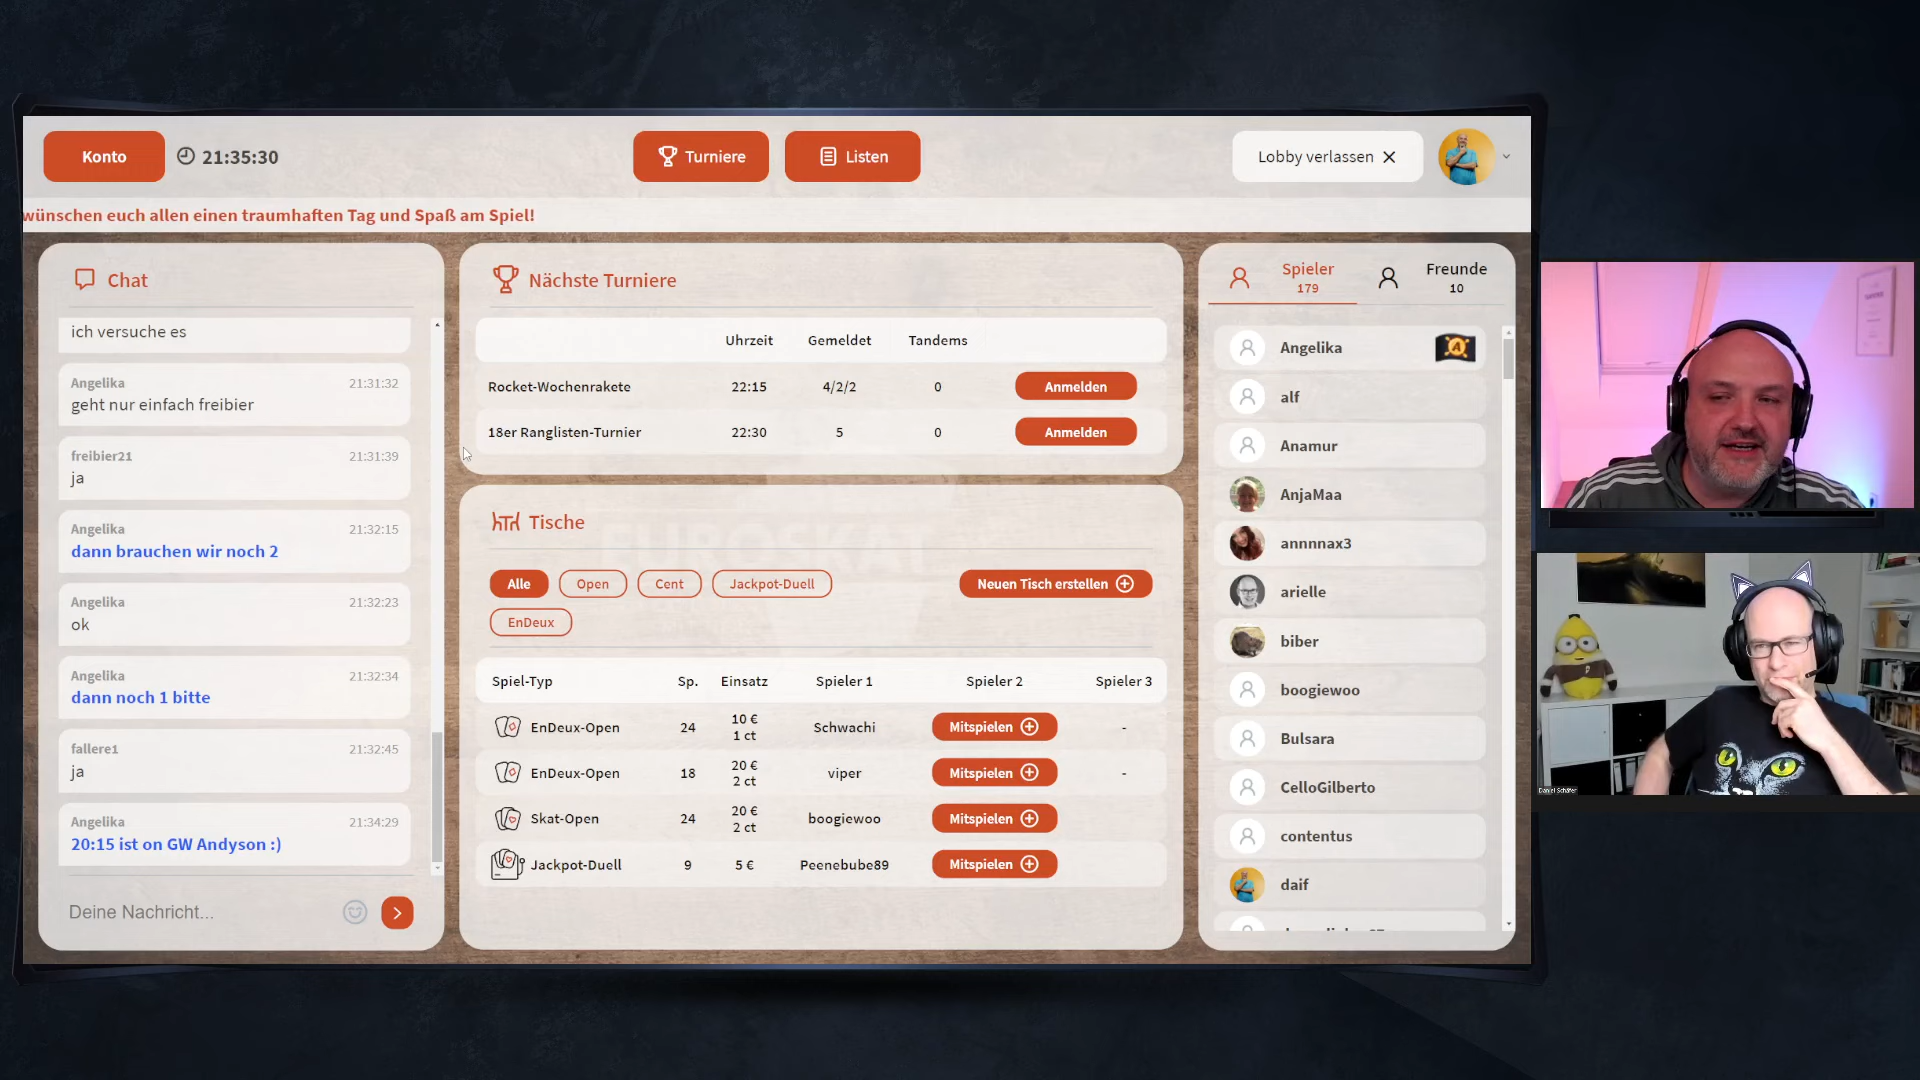 Konto
21:35:30
Turniere
Listen
Lobby verlassen
wünschen euch allen einen traumhaften Tag und Spaß am Spiel!
Chat
ich versuche es
Angelika 21:31:32
geht nur einfach freibier
freibier21 21:31:39
ja
Angelika 21:32:15
dann brauchen wir noch 2
Angelika 21:32:23
ok
Angelika 21:32:34
dann noch 1 bitte
fallere1 21:32:45
ja
Angelika 21:34:29
20:15 ist on GW Andyson :)
Deine Nachricht...
Nächste Turniere
Uhrzeit Gemeldet Tandems
Rocket-Wochenrakete 22:15 4/2/2 0 Anmelden
18er Ranglisten-Turnier 22:30 5 0 Anmelden
Tische
EUROSKAT
Alle Open Cent Jackpot-Duell Neuen Tisch erstellen
EnDeux
Spiel-Typ Sp. Einsatz Spieler 1 Spieler 2 Spieler 3
EnDeux-Open 24 10 € 1 ct Schwachi Mitspielen -
EnDeux-Open 18 20 € 2 ct viper Mitspielen -
Skat-Open 24 20 € 2 ct boogiewoo Mitspielen
Jackpot-Duell 9 5 € Peenebube89 Mitspielen
Spieler
179
Freunde
10
Angelika
A
alf
Anamur
AnjaMaa
annnnax3
arielle
biber
boogiewoo
Bulsara
CelloGilberto
contentus
daif
Daniel Schäfer